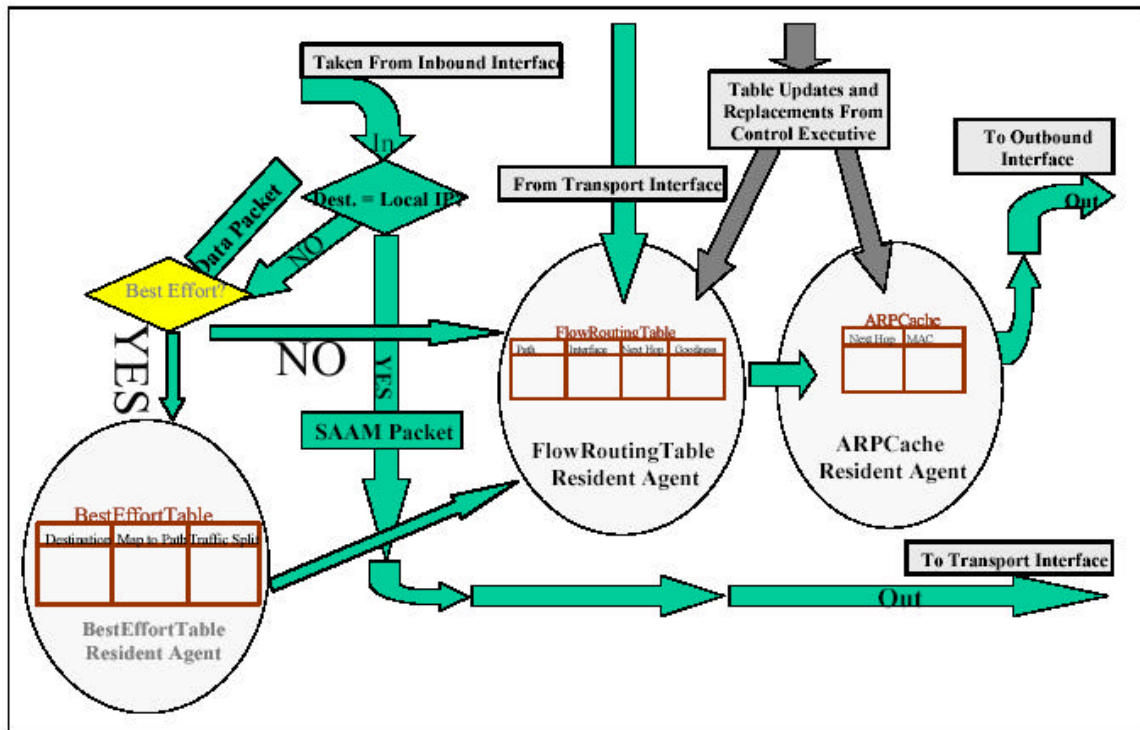 Taken From Inbound Interface
In
Table Updates and
Replacements From
Control Executive
To Outbound
Interface
Out
From Transport Interface
Dest. = Local IP?
Data Packet
NO
Best Effort?
YES
NO
YES
SAAM Packet
FlowRoutingTable
Path Interface Next Hop Goodness
FlowRoutingTable
Resident Agent
ARPCache
Next Hop MAC
ARPCache
Resident Agent
BestEffortTable
Destination Map to Path Traffic Split
BestEffortTable
Resident Agent
To Transport Interface
Out